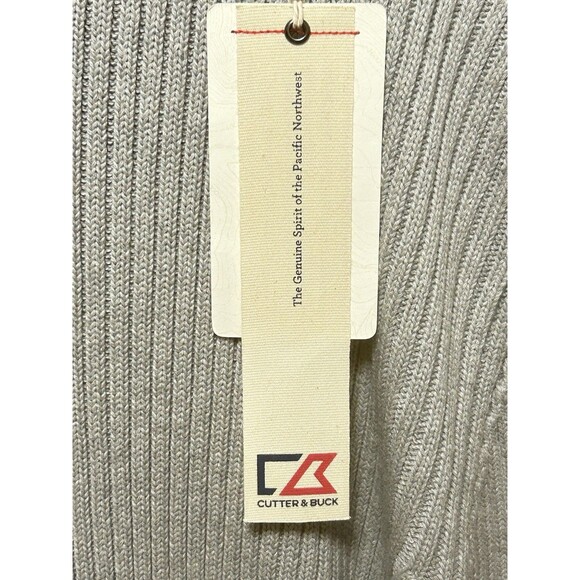 The Genuine Spirit of the Pacific Northwest
CUTTER & BUCK